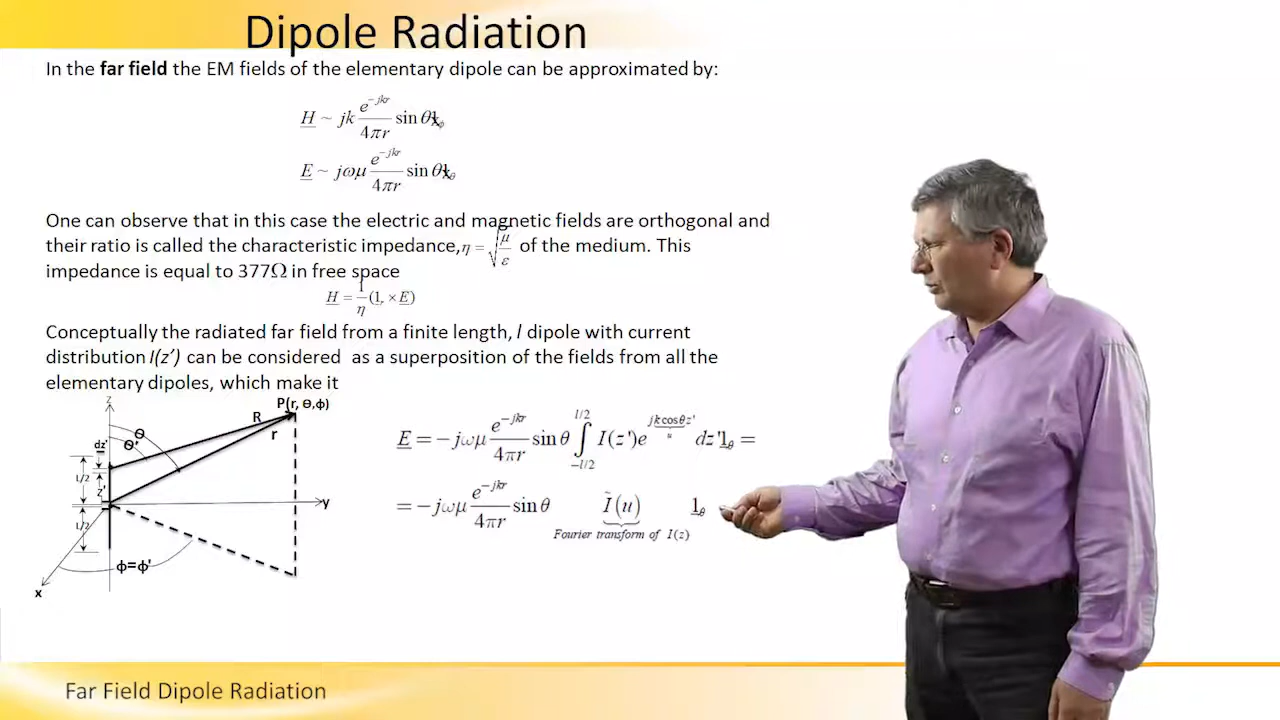 Dipole Radiation
In the far field the EM fields of the elementary dipole can be approximated by:
H ~ jk e^{-jkr}/4πr sin θ1_ϕ
E ~ jωμ e^{-jkr}/4πr sin θ1_θ
One can observe that in this case the electric and magnetic fields are orthogonal and
their ratio is called the characteristic impedance, η = √(μ/ε) of the medium. This
impedance is equal to 377Ω in free space
H = 1/η (1_r × E)
Conceptually the radiated far field from a finite length, l dipole with current
distribution I(z') can be considered as a superposition of the fields from all the
elementary dipoles, which make it
z
P(r, ϴ,ϕ)
R
ϴ
r
ϴ'
dz'
l/2
z'
y
l/2
ϕ=ϕ'
x
E = −jωμ e^{-jkr}/4πr sin θ ∫_{-l/2}^{l/2} I(z')e^{jk cosθ z'} dz'1_θ =
u
= −jωμ e^{-jkr}/4πr sin θ Ĩ(u) 1_θ
Fourier transform of I(z)
Far Field Dipole Radiation